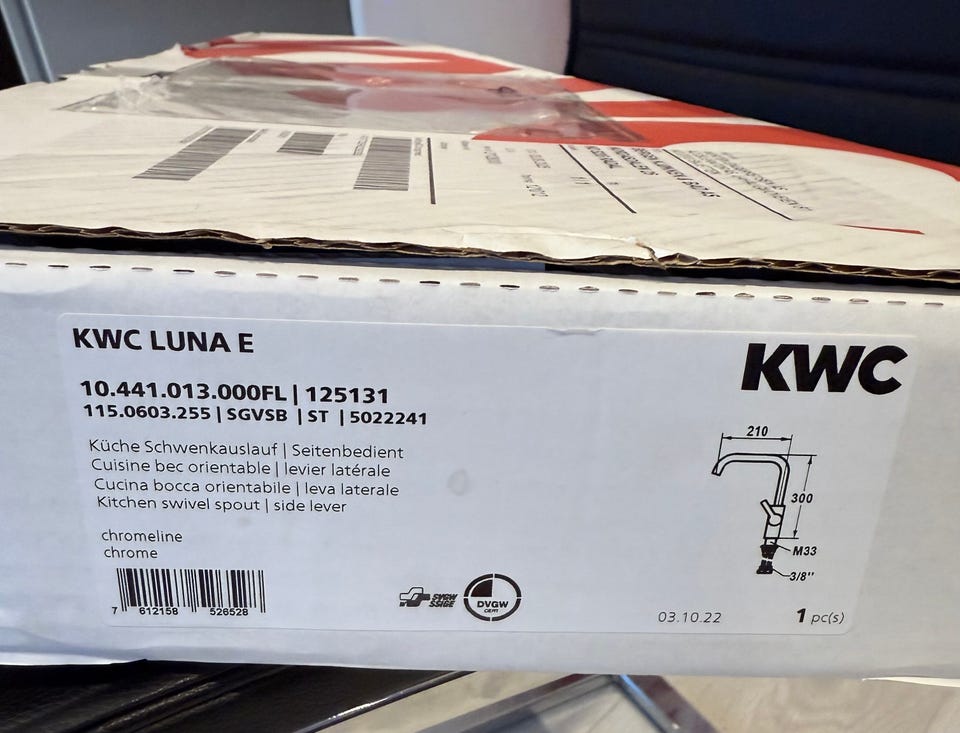 KWC LUNA E
KWC
10.441.013.000FL | 125131
115.0603.255 | SGVSB | ST | 5022241
Küche Schwenkauslauf | Seitenbedient
Cuisine bec orientable | levier latérale
Cucina bocca orientabile | leva laterale
Kitchen swivel spout | side lever
chromeline
chrome
7 612158 526528
SVGW
SSIGE
DVGW
CERT
210
300
M33
3/8"
03.10.22
1 pc(s)